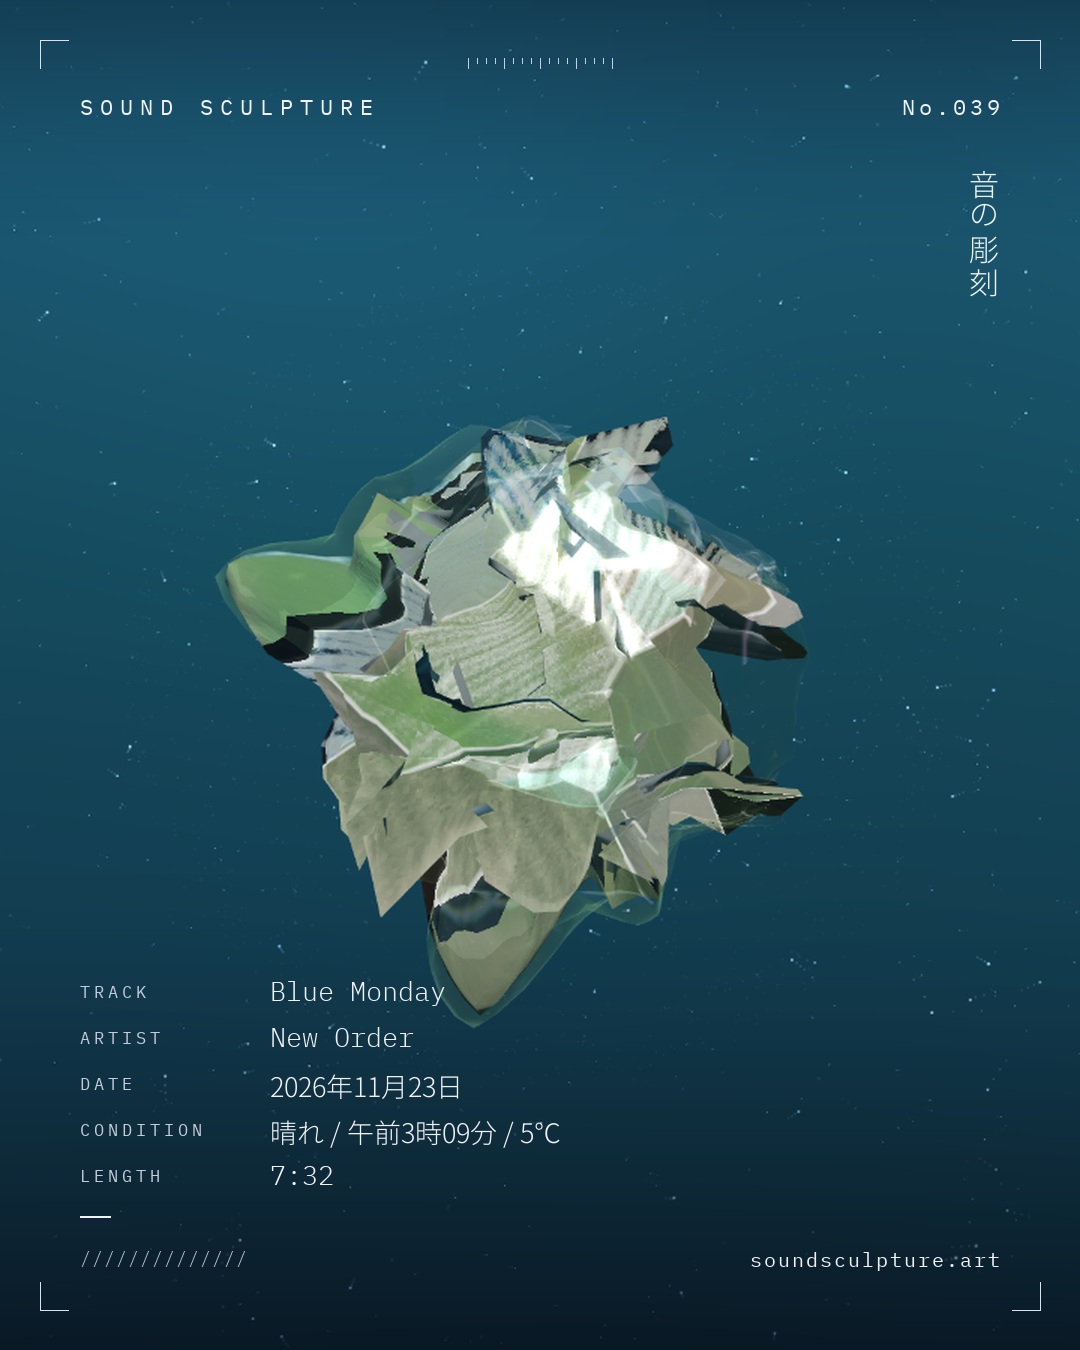 SOUND SCULPTURE
No.039
音の彫刻
TRACK Blue Monday
ARTIST New Order
DATE 2026年11月23日
CONDITION 晴れ / 午前3時09分 / 5°C
LENGTH 7:32
//////////////
soundsculpture.art